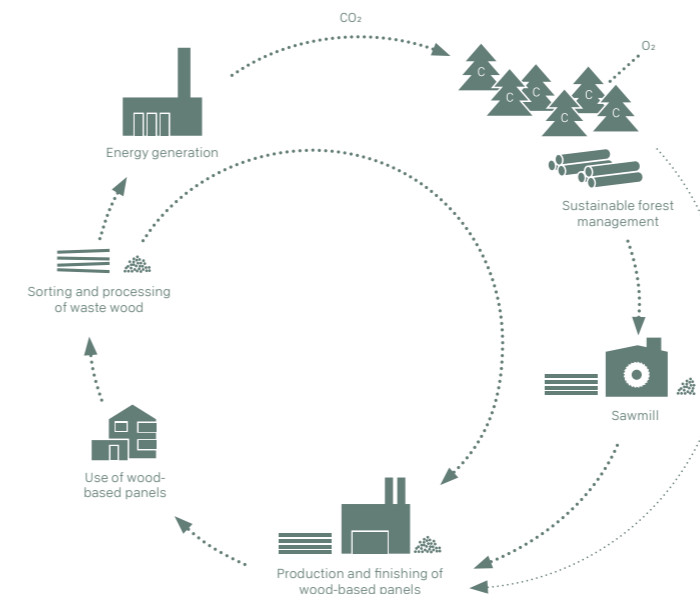 CO₂
O₂
C
C
C
C
C
C
Energy generation
Sustainable forest
management
Sorting and processing
of waste wood
Sawmill
Use of wood-
based panels
Production and finishing of
wood-based panels